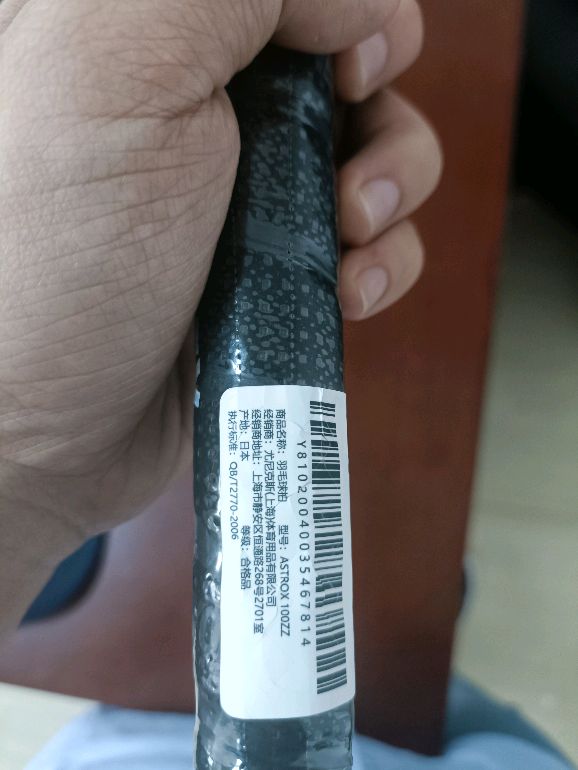 Y81020040035467814
商品名称：羽毛球拍 型号：ASTROX 100ZZ
经销商：尤尼克斯(上海)体育用品有限公司
经销商地址：上海市静安区恒通路268号2701室
产地：日本 等级：合格品
执行标准：QB/T2770-2006